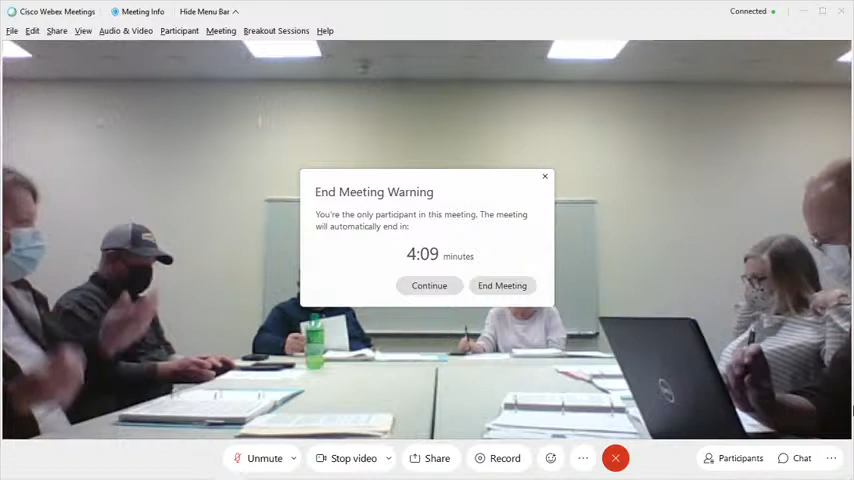 Cisco Webex Meetings Meeting Info Hide Menu Bar Connected
File Edit Share View Audio & Video Participant Meeting Breakout Sessions Help
End Meeting Warning
You're the only participant in this meeting. The meeting
will automatically end in:
4:09 minutes
Continue End Meeting
Unmute Stop video Share Record Participants Chat